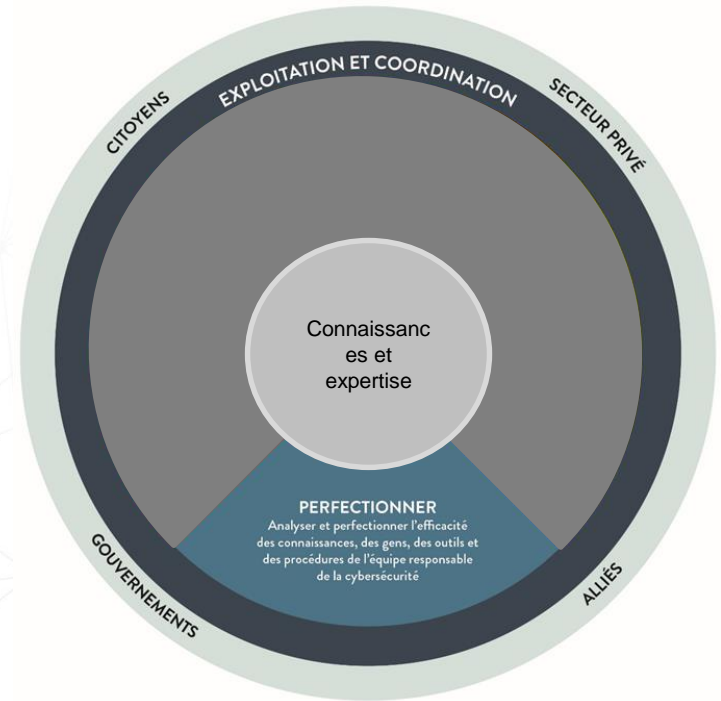 EXPLOITATION ET COORDINATION
CITOYENS
SECTEUR PRIVÉ
Connaissanc
es et
expertise
PERFECTIONNER
Analyser et perfectionner l'efficacité
des connaissances, des gens, des outils et
des procédures de l'équipe responsable
de la cybersécurité
GOUVERNEMENTS
ALLIÉS